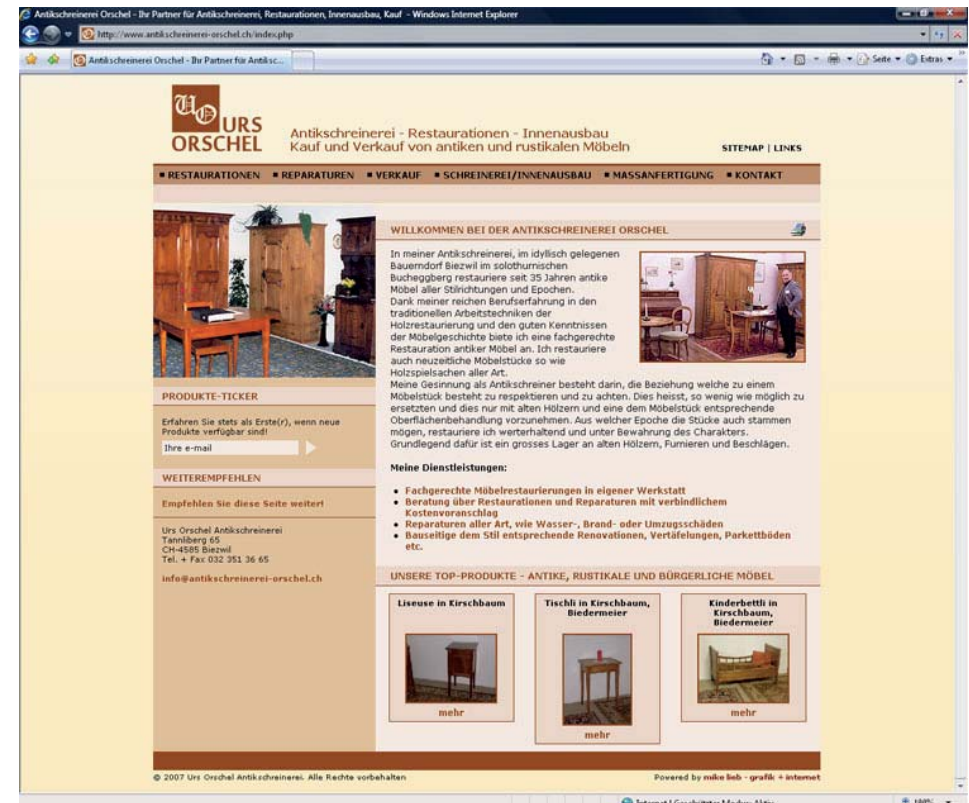 Antikschreinerei Orschel - Ihr Partner für Antikschreinerei, Restaurationen, Innenausbau, Kauf - Windows Internet Explorer
http://www.antikschreinerei-orschel.ch/index.php
Antikschreinerei Orschel - Ihr Partner für Antiksc...
Seite
Extras
UO
URS
ORSCHEL
Antikschreinerei - Restaurationen - Innenausbau
Kauf und Verkauf von antiken und rustikalen Möbeln
SITEMAP | LINKS
RESTAURATIONEN REPARATUREN VERKAUF SCHREINEREI/INNENAUSBAU MASSANFERTIGUNG KONTAKT
PRODUKTE-TICKER
Erfahren Sie stets als Erste(r), wenn neue
Produkte verfügbar sind!
Ihre e-mail
WEITEREMPFEHLEN
Empfehlen Sie diese Seite weiter!
Urs Orschel Antikschreinerei
Tannliberg 65
CH-4585 Biezwil
Tel. + Fax 032 351 36 65
info@antikschreinerei-orschel.ch
WILLKOMMEN BEI DER ANTIKSCHREINEREI ORSCHEL
In meiner Antikschreinerei, im idyllisch gelegenen
Bauerndorf Biezwil im solothurnischen
Bucheggberg restauriere seit 35 Jahren antike
Möbel aller Stilrichtungen und Epochen.
Dank meiner reichen Berufserfahrung in den
traditionellen Arbeitstechniken der
Holzrestaurierung und den guten Kenntnissen
der Möbelgeschichte biete ich eine fachgerechte
Restauration antiker Möbel an. Ich restauriere
auch neuzeitliche Möbelstücke so wie
Holzspielsachen aller Art.
Meine Gesinnung als Antikschreiner besteht darin, die Beziehung welche zu einem
Möbelstück besteht zu respektieren und zu achten. Dies heisst, so wenig wie möglich zu
ersetzten und dies nur mit alten Hölzern und eine dem Möbelstück entsprechende
Oberflächenbehandlung vorzunehmen. Aus welcher Epoche die Stücke auch stammen
mögen, restauriere ich werterhaltend und unter Bewahrung des Charakters.
Grundlegend dafür ist ein grosses Lager an alten Hölzern, Furnieren und Beschlägen.
Meine Dienstleistungen:
• Fachgerechte Möbelrestaurierungen in eigener Werkstatt
• Beratung über Restaurationen und Reparaturen mit verbindlichem
Kostenvoranschlag
• Reparaturen aller Art, wie Wasser-, Brand- oder Umzugsschäden
• Bauseitige dem Stil entsprechende Renovationen, Vertäfelungen, Parkettböden
etc.
UNSERE TOP-PRODUKTE - ANTIKE, RUSTIKALE UND BÜRGERLICHE MÖBEL
Liseuse in Kirschbaum
mehr
Tischli in Kirschbaum,
Biedermeier
mehr
Kinderbettli in
Kirschbaum,
Biedermeier
mehr
© 2007 Urs Orschel Antikschreinerei. Alle Rechte vorbehalten
Powered by mike lieb - grafik + internet
Internet | Geschützter Modus: Aktiv
100%